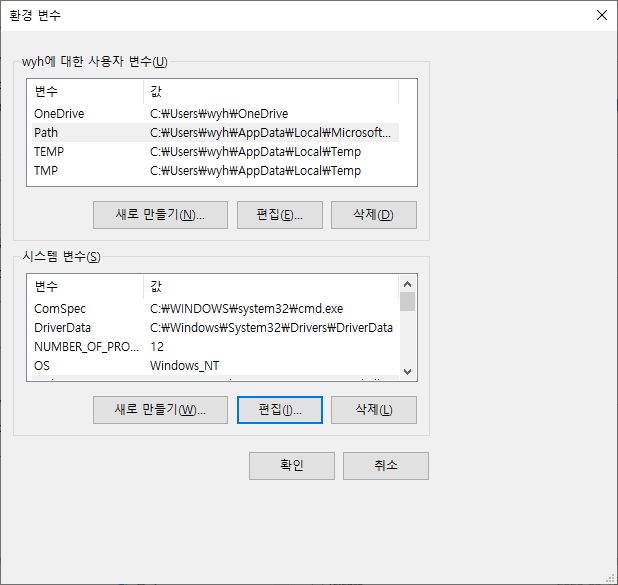 환경 변수
wyh에 대한 사용자 변수(U)
변수 값
OneDrive C:₩Users₩wyh₩OneDrive
Path C:₩Users₩wyh₩AppData₩Local₩Microsoft...
TEMP C:₩Users₩wyh₩AppData₩Local₩Temp
TMP C:₩Users₩wyh₩AppData₩Local₩Temp
새로 만들기(N)... 편집(E)... 삭제(D)
시스템 변수(S)
변수 값
ComSpec C:₩WINDOWS₩system32₩cmd.exe
DriverData C:₩Windows₩System32₩Drivers₩DriverData
NUMBER_OF_PRO... 12
OS Windows_NT
새로 만들기(W)... 편집(I)... 삭제(L)
확인 취소